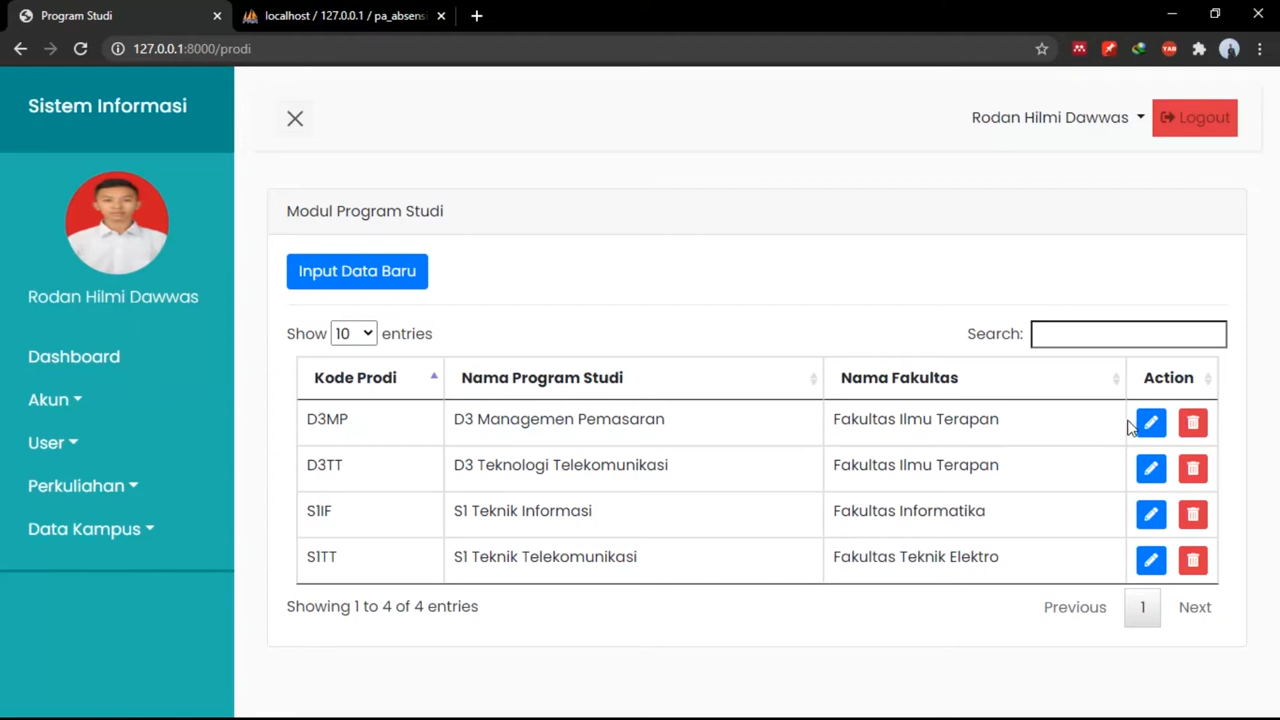 Program Studi
localhost / 127.0.0.1 / pa_absens
127.0.0.1:8000/prodi
Sistem Informasi
Rodan Hilmi Dawwas
Logout
Rodan Hilmi Dawwas
Dashboard
Akun
User
Perkuliahan
Data Kampus
Modul Program Studi
Input Data Baru
Show 10 entries
Search:
Kode Prodi Nama Program Studi Nama Fakultas Action
D3MP D3 Managemen Pemasaran Fakultas Ilmu Terapan
D3TT D3 Teknologi Telekomunikasi Fakultas Ilmu Terapan
S1IF S1 Teknik Informasi Fakultas Informatika
S1TT S1 Teknik Telekomunikasi Fakultas Teknik Elektro
Showing 1 to 4 of 4 entries
Previous 1 Next